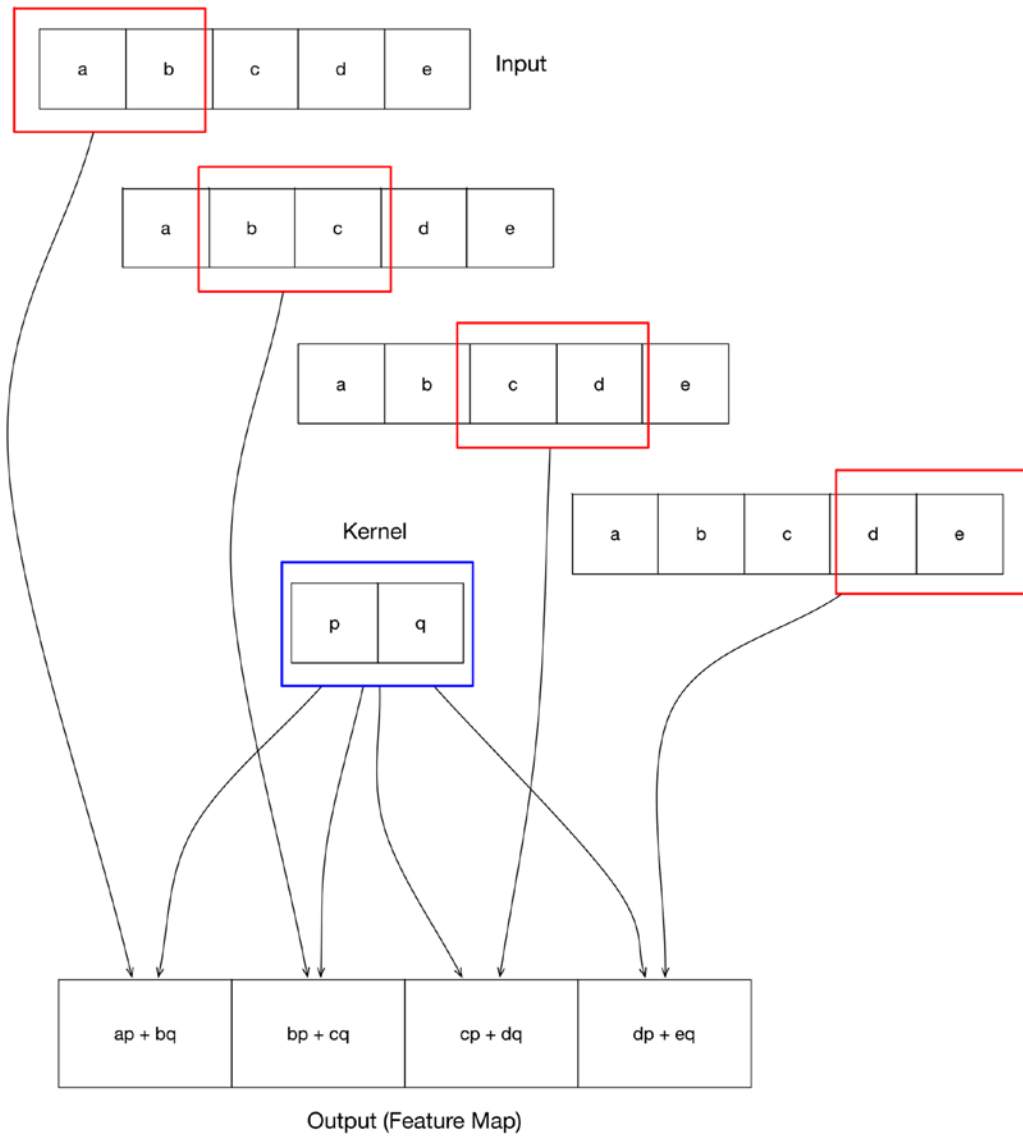 a b c d e Input
a b c d e
a b c d e
a b c d e
Kernel
p q
ap + bq bp + cq cp + dq dp + eq
Output (Feature Map)